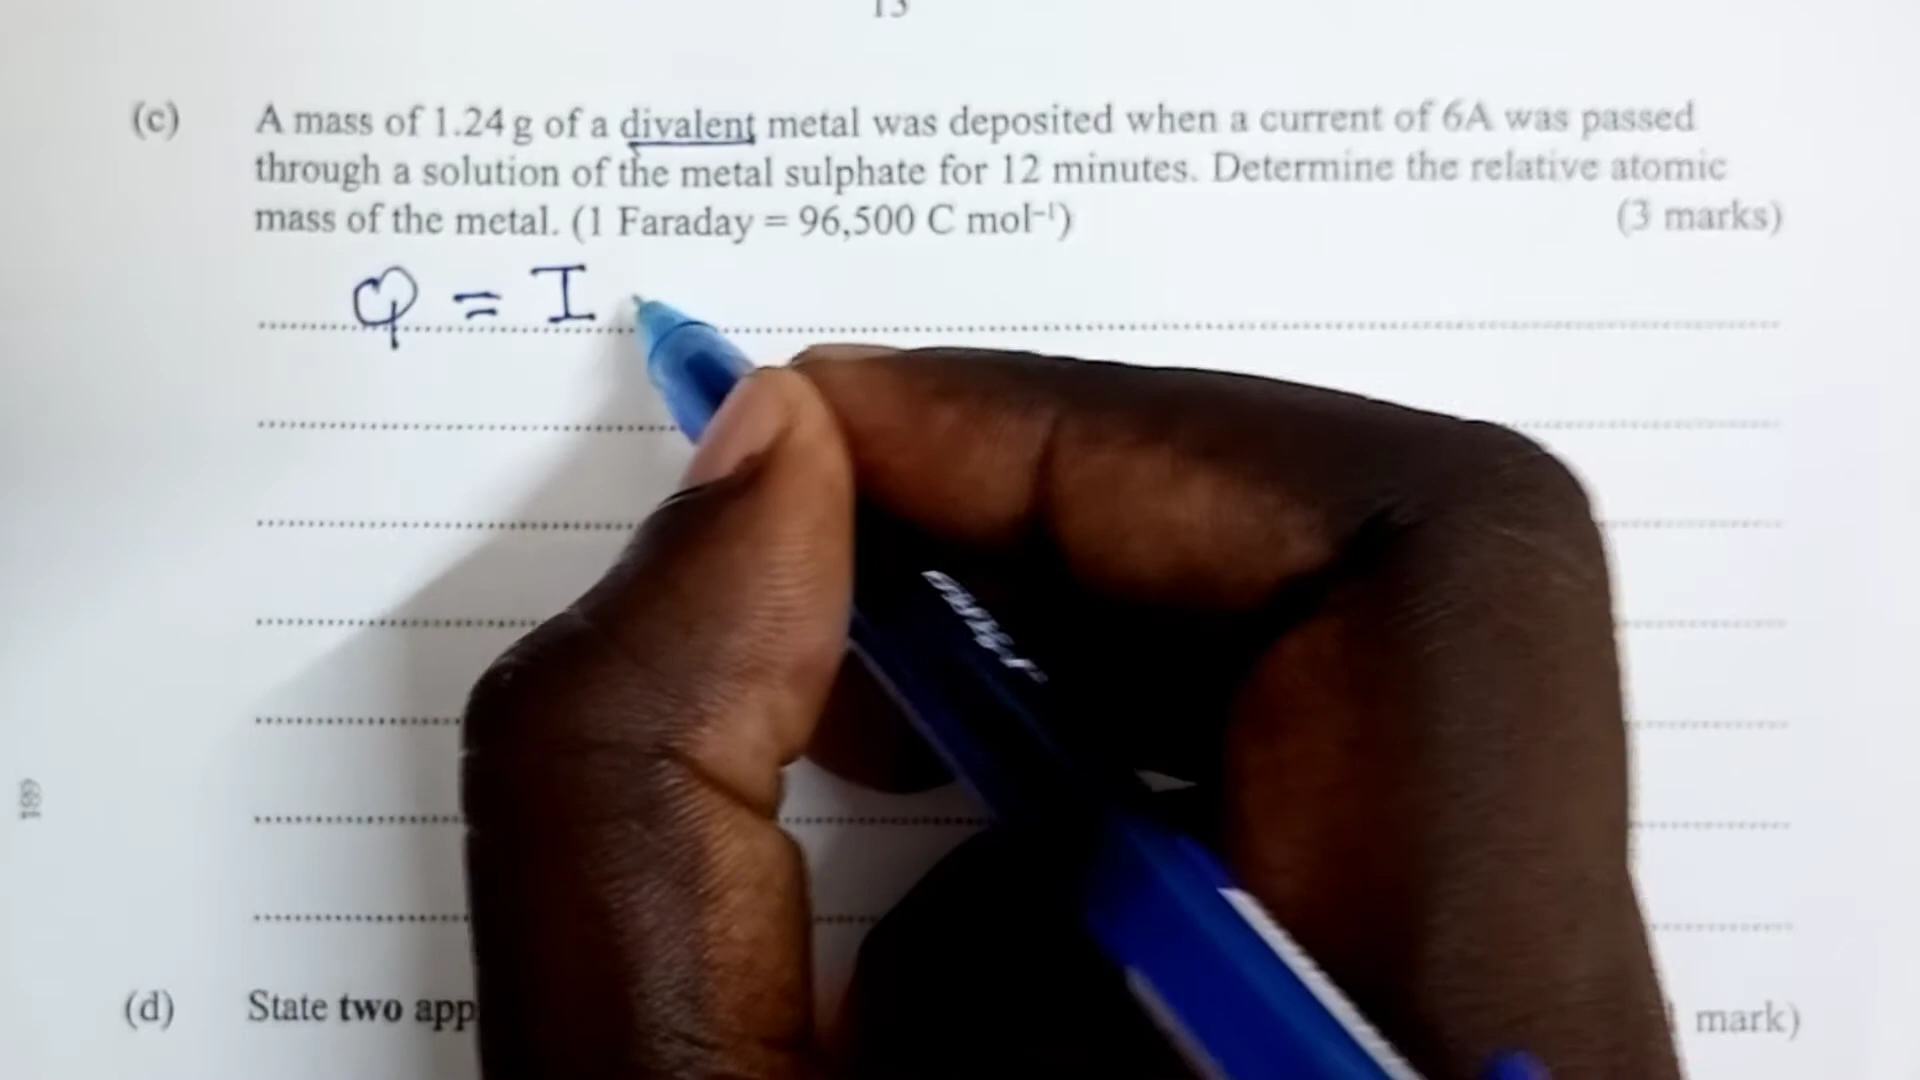 13
(c) A mass of 1.24 g of a divalent metal was deposited when a current of 6A was passed
through a solution of the metal sulphate for 12 minutes. Determine the relative atomic
mass of the metal. (1 Faraday = 96,500 C mol⁻¹) (3 marks)
Q = I
(d) State two app mark)